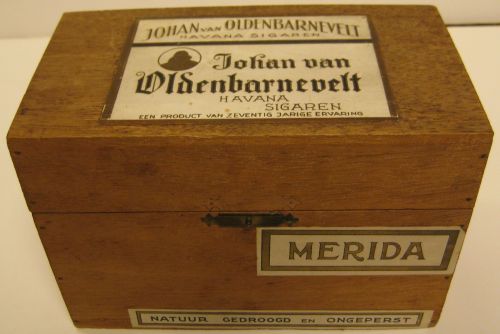 JOHAN VAN OLDENBARNEVELT
HAVANA SIGAREN
Johan van
Oldenbarnevelt
HAVANA
SIGAREN
EEN PRODUCT VAN ZEVENTIG JARIGE ERVARING
MERIDA
NATUUR GEDROOGD EN ONGEPERST